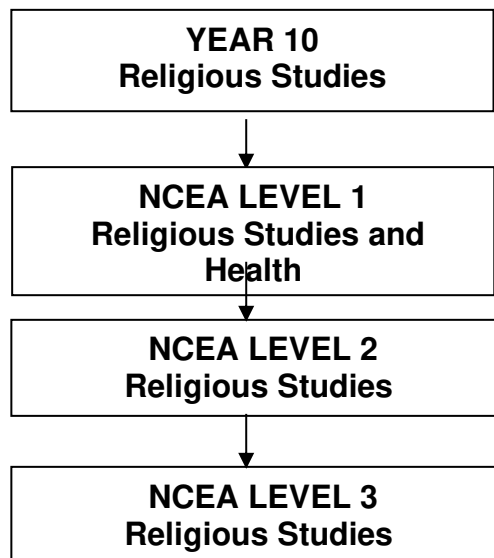 YEAR 10
Religious Studies
NCEA LEVEL 1
Religious Studies and
Health
NCEA LEVEL 2
Religious Studies
NCEA LEVEL 3
Religious Studies